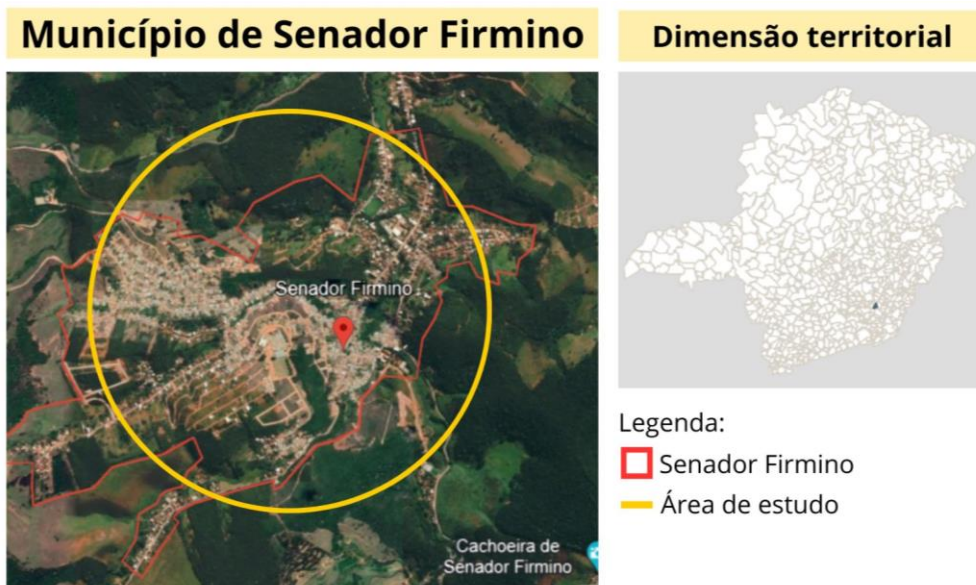 Município de Senador Firmino
Dimensão territorial
Senador Firmino
Cachoeira de
Senador Firmino
Legenda:
Senador Firmino
Área de estudo